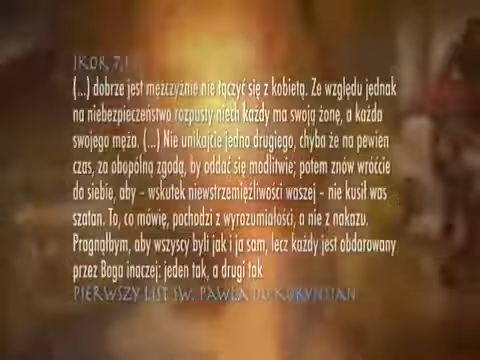 1KOR 7,1
(...) dobrze jest mężczyźnie nie łączyć się z kobietą. Ze względu jednak
na niebezpieczeństwo rozpusty niech każdy ma swoją żonę, a każda
swojego męża. (...) Nie unikajcie jedno drugiego, chyba że na pewien
czas, za obopólną zgodą, by oddać się modlitwie; potem znów wróćcie
do siebie, aby – wskutek niewstrzemięźliwości waszej – nie kusił was
szatan. To, co mówię, pochodzi z wyrozumiałości, a nie z nakazu.
Pragnąłbym, aby wszyscy byli jak i ja sam, lecz każdy jest obdarowany
przez Boga inaczej: jeden tak, a drugi tak
PIERWSZY LIST ŚW. PAWŁA DO KORYNTIAN